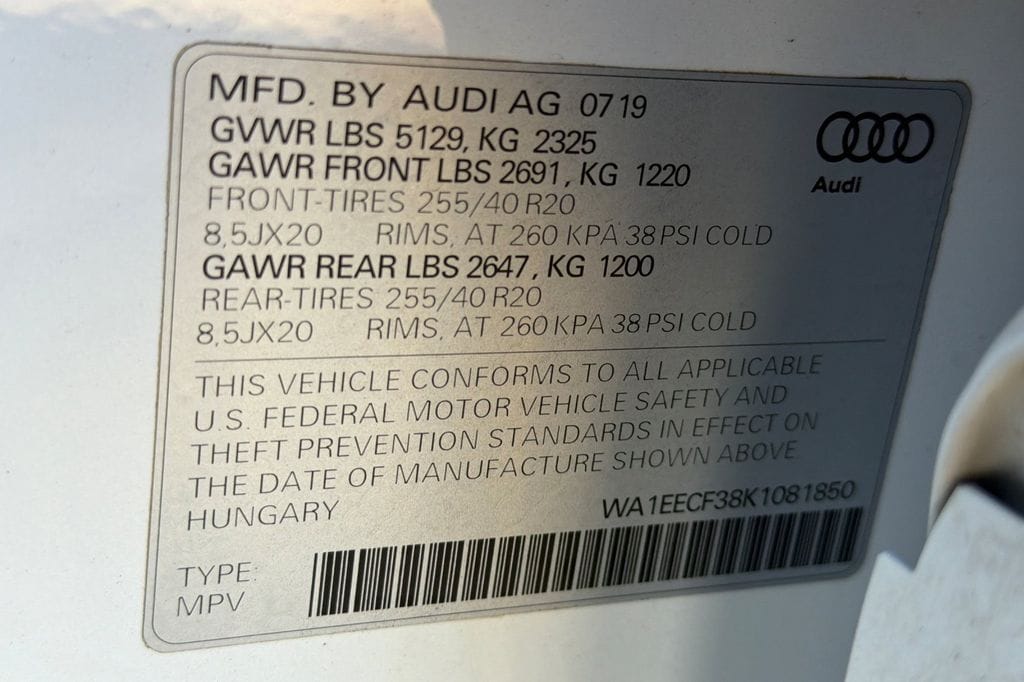 MFD. BY AUDI AG 0719
GVWR LBS 5129, KG 2325
GAWR FRONT LBS 2691, KG 1220
FRONT-TIRES 255/40 R20
8,5JX20 RIMS, AT 260 KPA 38 PSI COLD
GAWR REAR LBS 2647, KG 1200
REAR-TIRES 255/40 R20
8,5JX20 RIMS, AT 260 KPA 38 PSI COLD
Audi
THIS VEHICLE CONFORMS TO ALL APPLICABLE
U.S. FEDERAL MOTOR VEHICLE SAFETY AND
THEFT PREVENTION STANDARDS IN EFFECT ON
THE DATE OF MANUFACTURE SHOWN ABOVE.
HUNGARY
WA1EECF38K1081850
TYPE:
MPV